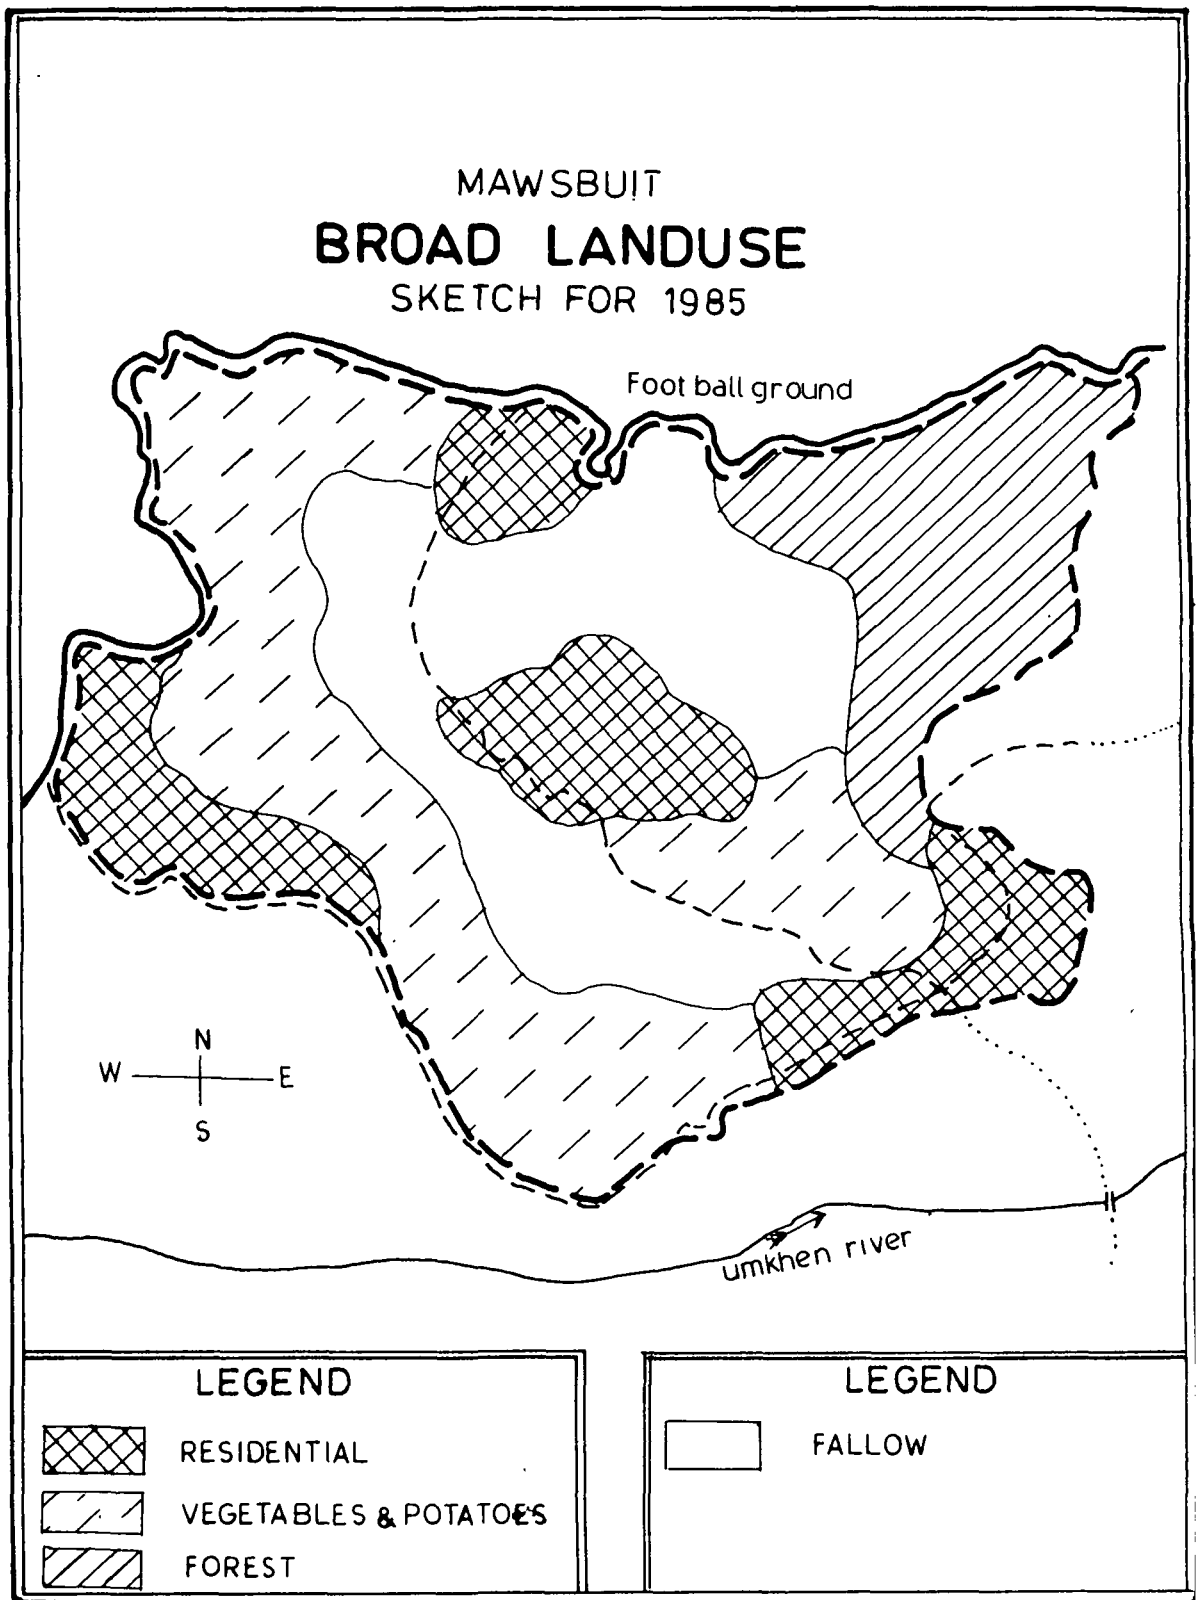 MAWSBUIT
BROAD LANDUSE
SKETCH FOR 1985
Foot ball ground
N
W E
S
umkhen river
LEGEND
RESIDENTIAL
VEGETABLES & POTATOES
FOREST
LEGEND
FALLOW